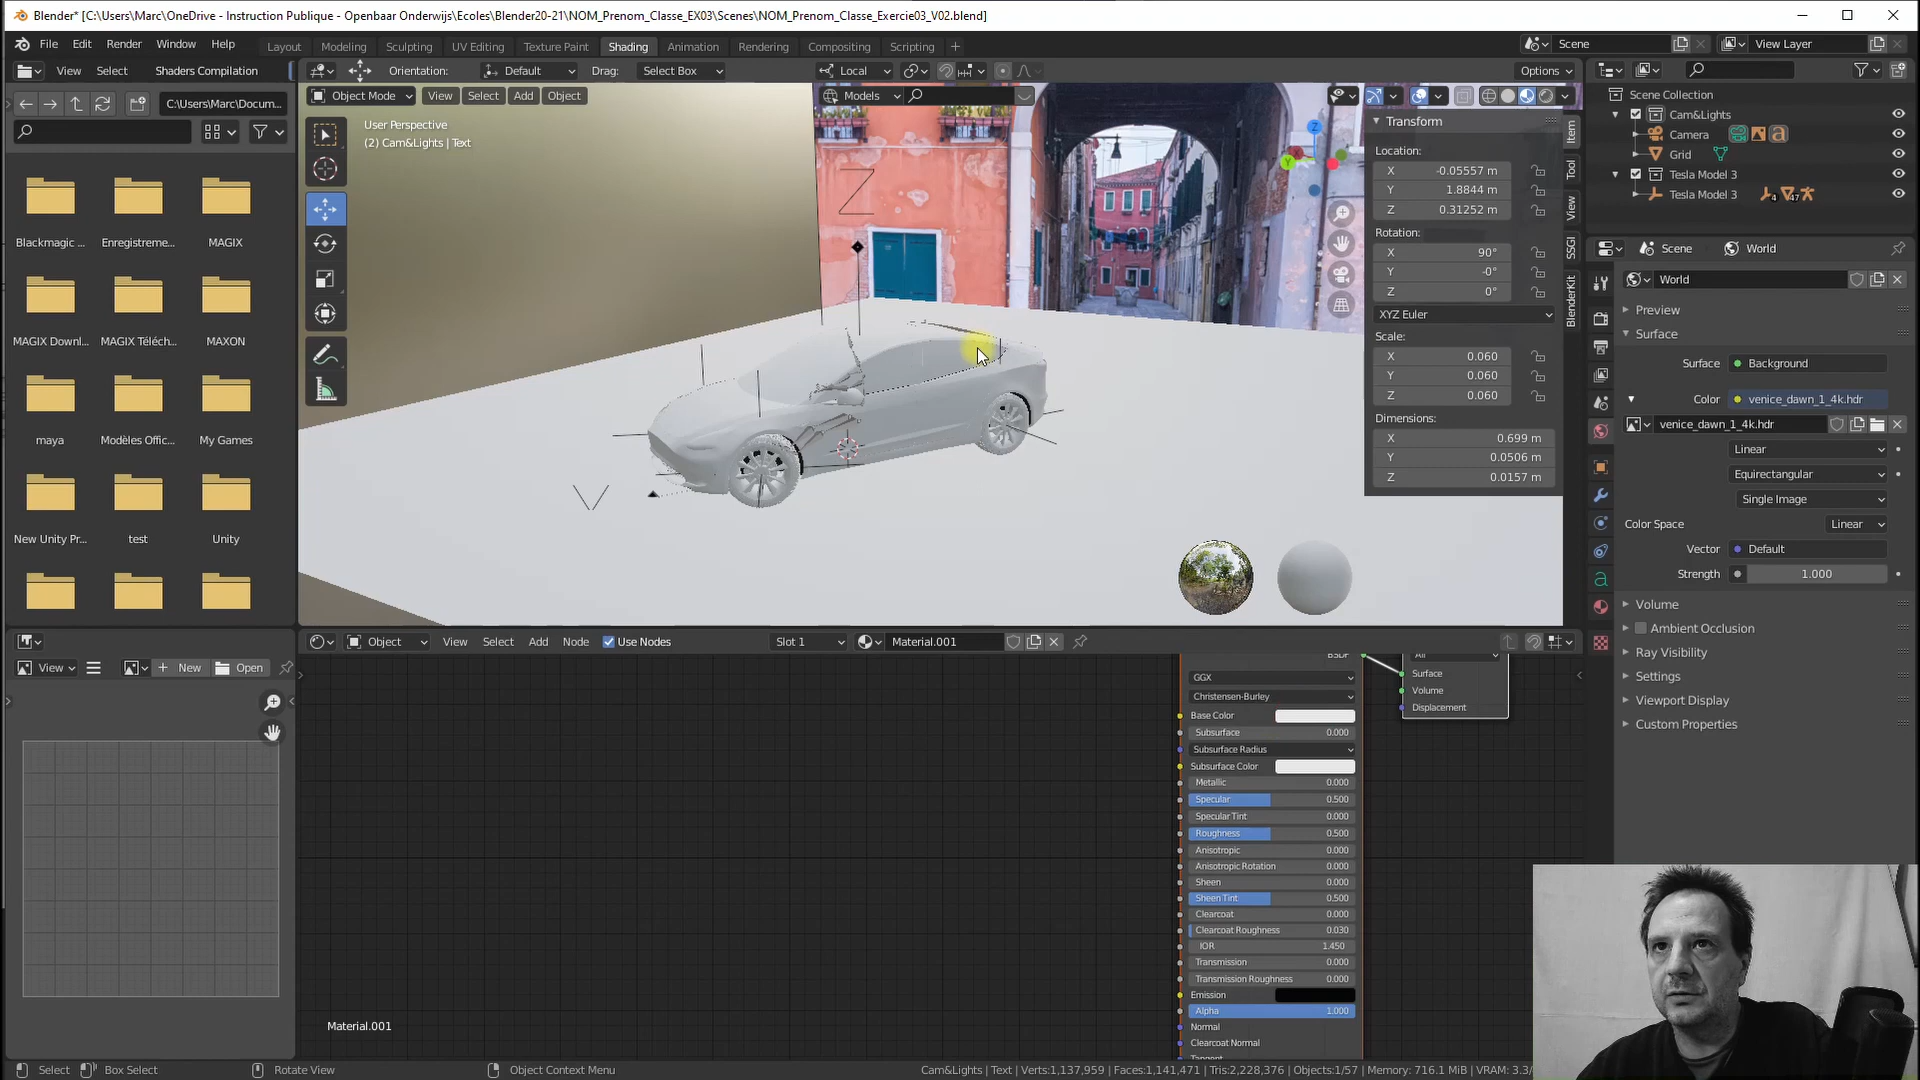 Blender* [C:\Users\Marc\OneDrive - Instruction Publique - Openbaar Onderwijs\Ecoles\Blender20-21\NOM_Prenom_Classe_EX03\Scenes\NOM_Prenom_Classe_Exercie03_V02.blend]
File Edit Render Window Help Layout Modeling Sculpting UV Editing Texture Paint Shading Animation Rendering Compositing Scripting + Scene View Layer
View Select Shaders Compilation Orientation: Default Drag: Select Box Local Options
C:\Users\Marc\Docum...
Object Mode View Select Add Object Models
User Perspective
(2) Cam&Lights | Text
Blackmagic ... Enregistreme... MAGIX
MAGIX Downl... MAGIX Téléch... MAXON
maya Modèles Offic... My Games
New Unity Pr... test Unity
Z
Y
Transform
Location:
X -0.05557 m
Y 1.8844 m
Z 0.31252 m
Rotation:
X 90°
Y -0°
Z 0°
XYZ Euler
Scale:
X 0.060
Y 0.060
Z 0.060
Dimensions:
X 0.699 m
Y 0.0506 m
Z 0.0157 m
Item
Tool
View
SSGI
BlenderKit
Scene Collection
Cam&Lights
Camera
Grid
Tesla Model 3
Tesla Model 3 4 47
Scene World
World
Preview
Surface
Surface Background
Color venice_dawn_1_4k.hdr
venice_dawn_1_4k.hdr
Linear
Equirectangular
Single Image
Color Space Linear
Vector Default
Strength 1.000
Volume
Ambient Occlusion
Ray Visibility
Settings
Viewport Display
Custom Properties
View New Open
Object View Select Add Node Use Nodes Slot 1 Material.001
BSDF
GGX
Christensen-Burley
Base Color
Subsurface 0.000
Subsurface Radius
Subsurface Color
Metallic 0.000
Specular 0.500
Specular Tint 0.000
Roughness 0.500
Anisotropic 0.000
Anisotropic Rotation 0.000
Sheen 0.000
Sheen Tint 0.500
Clearcoat 0.000
Clearcoat Roughness 0.030
IOR 1.450
Transmission 0.000
Transmission Roughness 0.000
Emission
Alpha 1.000
Normal
Clearcoat Normal
Tangent
All
Surface
Volume
Displacement
Material.001
Select Box Select Rotate View Object Context Menu Cam&Lights | Text | Verts:1,137,959 | Faces:1,141,471 | Tris:2,228,376 | Objects:1/57 | Memory: 716.1 MiB | VRAM: 3.3/